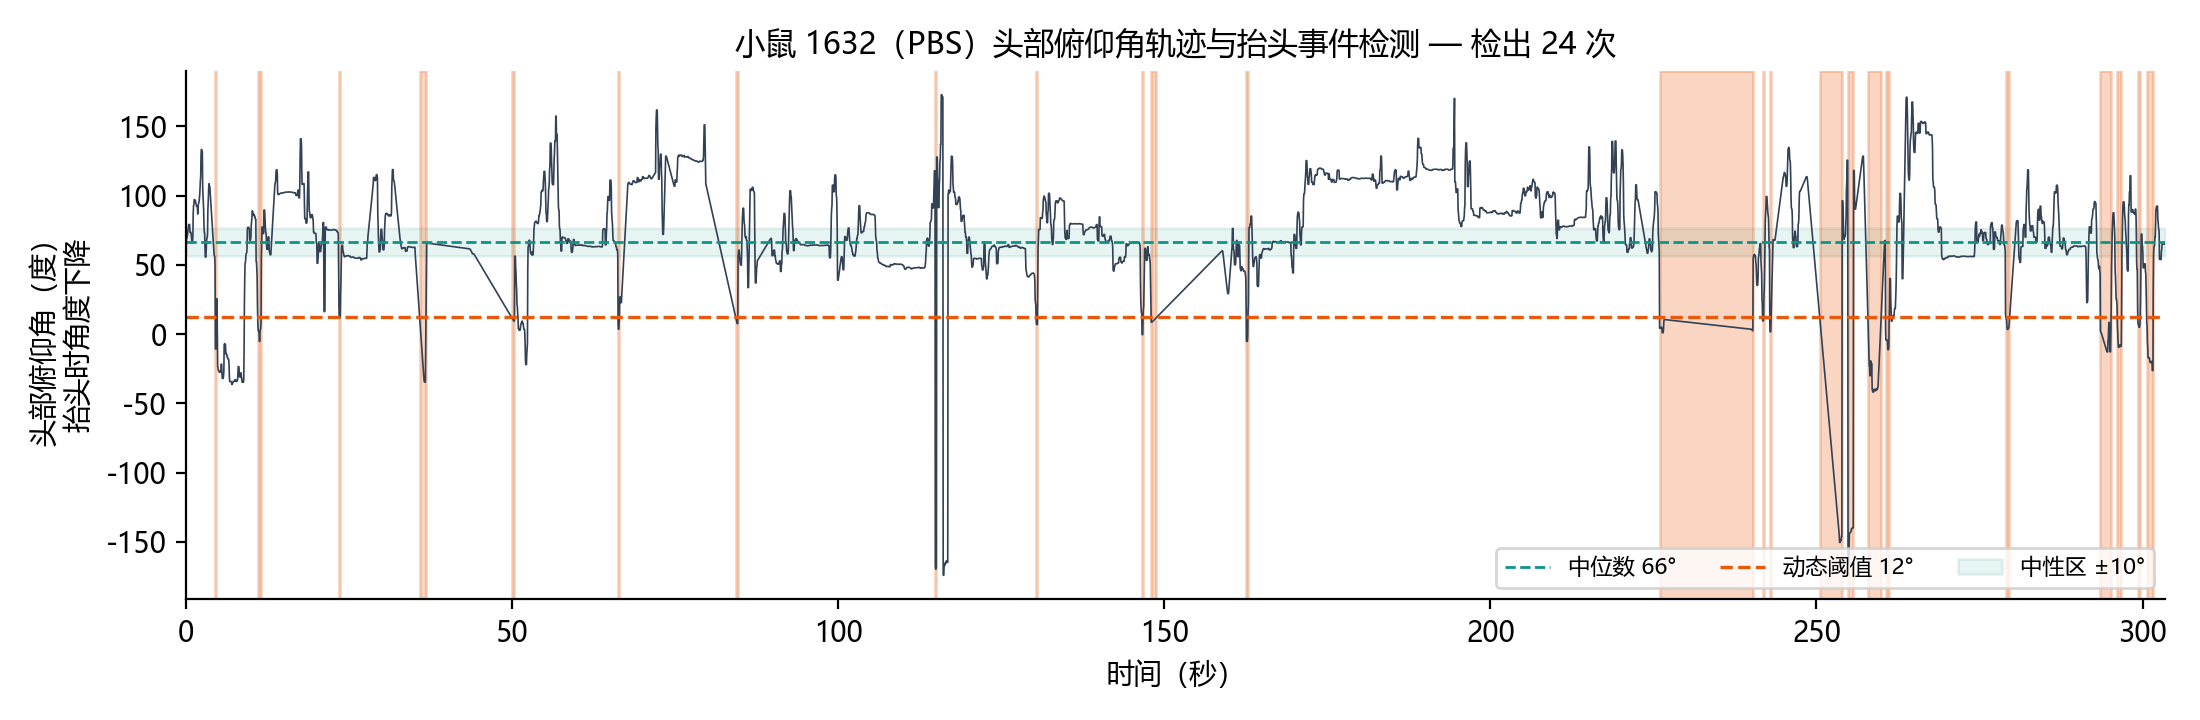 小鼠 1632（PBS）头部俯仰角轨迹与抬头事件检测 — 检出 24 次
头部俯仰角（度）
抬头时角度下降
150
100
50
0
-50
-100
-150
中位数 66°
动态阈值 12°
中性区 ±10°
0
50
100
150
200
250
300
时间（秒）